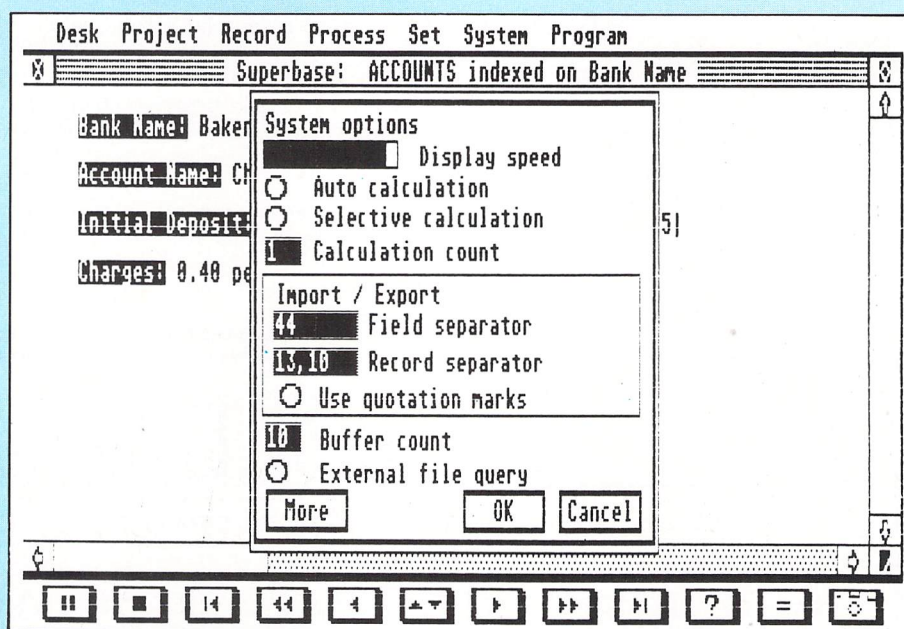 Desk Project Record Process Set System Program
Superbase: ACCOUNTS indexed on Bank Name
Bank Name: Baker
Account Name: Ch
Initial Deposit:
5|
Charges: 0.40 pe
System options
Display speed
Auto calculation
Selective calculation
1 Calculation count
Import / Export
44 Field separator
13,10 Record separator
Use quotation marks
10 Buffer count
External file query
More OK Cancel
? =